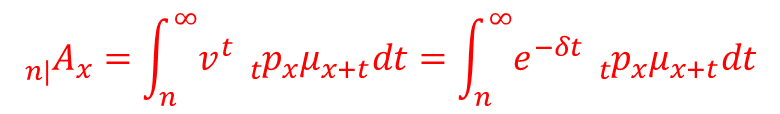 ₙ|Aₓ = ∫ₙ^∞ vᵗ ₜpₓμₓ₊ₜdt = ∫ₙ^∞ e^{−δt} ₜpₓμₓ₊ₜdt